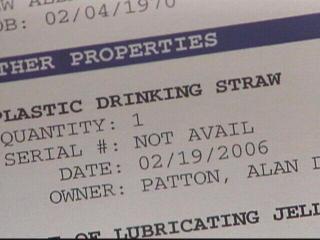 OB: 02/04/1970
THER PROPERTIES
PLASTIC DRINKING STRAW
QUANTITY: 1
SERIAL #: NOT AVAIL
DATE: 02/19/2006
OWNER: PATTON, ALAN D
OF LUBRICATING JELL